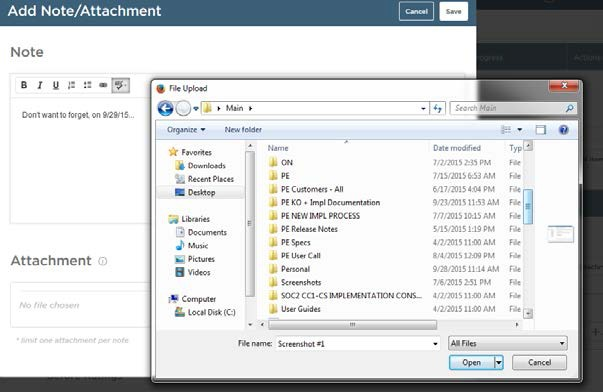 Add Note/Attachment
Cancel
Save
Note
B I U
Don't want to forget, on 9/29/15...
Attachment
No file chosen
* limit one attachment per note
File Upload
Main
Search Main
Organize
New folder
Name
Date modified
Typ
Favorites
Downloads
Recent Places
Desktop
Libraries
Documents
Music
Pictures
Videos
Computer
Local Disk (C:)
ON 7/2/2015 2:35 PM File
PE 7/15/2015 6:53 AM File
PE Customers - All 6/17/2015 4:04 PM File
PE KO + Impl Documentation 9/23/2015 11:53 AM File
PE NEW IMPL PROCESS 7/7/2015 10:15 AM File
PE Release Notes 5/15/2015 1:19 PM File
PE Specs 4/2/2015 11:00 AM File
PE User Call 8/4/2015 12:09 PM File
Personal 9/28/2015 11:14 AM File
Screenshots 7/6/2015 2:51 PM File
SOC2 CC1-CS IMPLEMENTATION CONS... 4/2/2015 11:00 AM File
User Guides 4/2/2015 11:00 AM File
File name: Screenshot #1
All Files
Open
Cancel
Actions